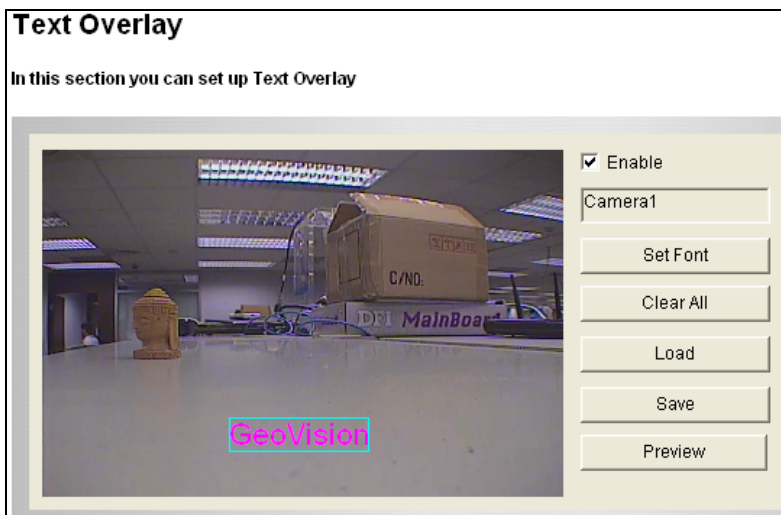 Text Overlay
In this section you can set up Text Overlay
Enable
Camera1
Set Font
Clear All
Load
Save
Preview
C/NO:
DFI MainBoard
GeoVision